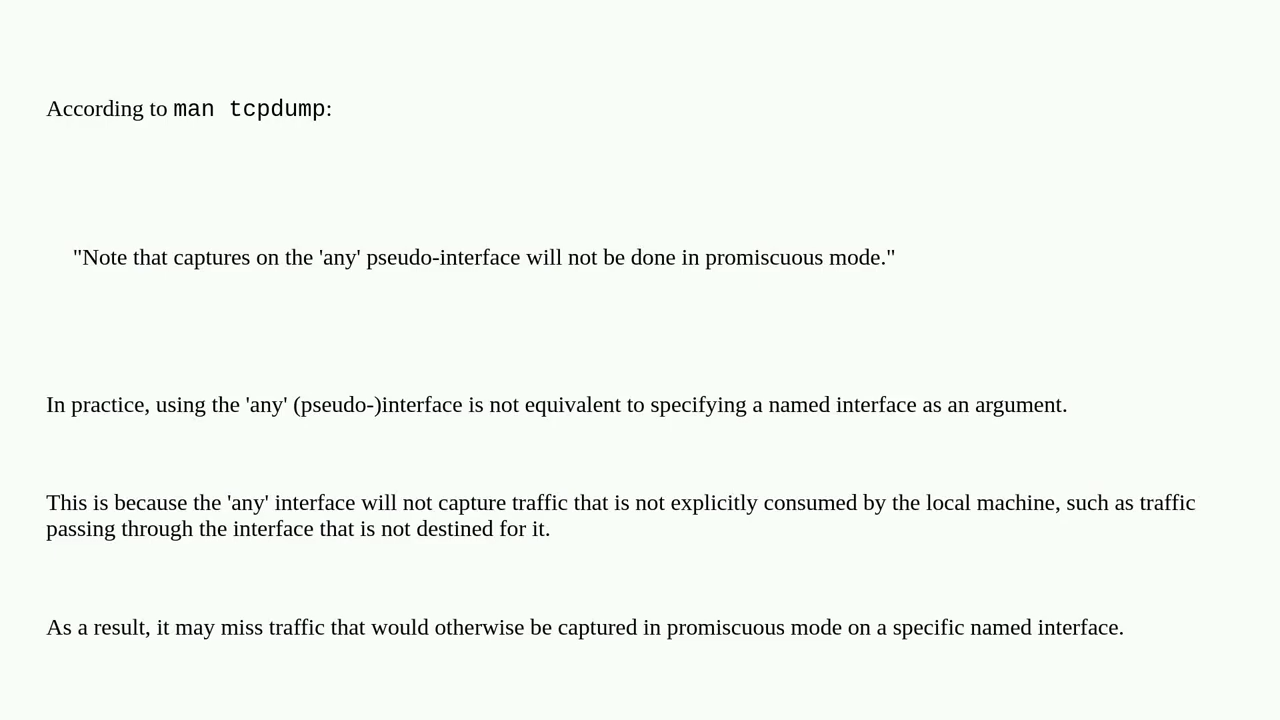 According to man tcpdump:
"Note that captures on the 'any' pseudo-interface will not be done in promiscuous mode."
In practice, using the 'any' (pseudo-)interface is not equivalent to specifying a named interface as an argument.
This is because the 'any' interface will not capture traffic that is not explicitly consumed by the local machine, such as traffic
passing through the interface that is not destined for it.
As a result, it may miss traffic that would otherwise be captured in promiscuous mode on a specific named interface.